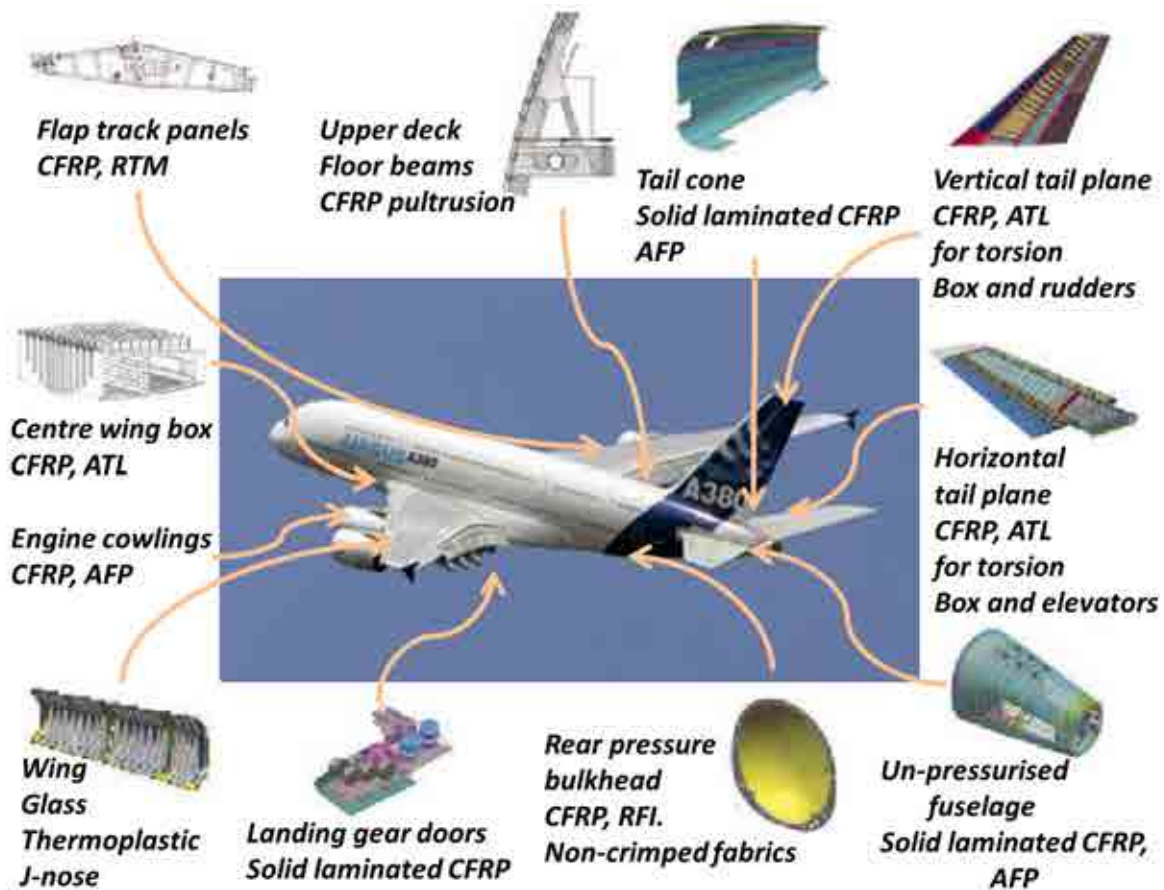 Flap track panels
CFRP, RTM
Upper deck
Floor beams
CFRP pultrusion
Tail cone
Solid laminated CFRP
AFP
Vertical tail plane
CFRP, ATL
for torsion
Box and rudders
Centre wing box
CFRP, ATL
A380
A380
Horizontal
tail plane
CFRP, ATL
for torsion
Box and elevators
Engine cowlings
CFRP, AFP
Wing
Glass
Thermoplastic
J-nose
Landing gear doors
Solid laminated CFRP
Rear pressure
bulkhead
CFRP, RFI.
Non-crimped fabrics
Un-pressurised
fuselage
Solid laminated CFRP,
AFP